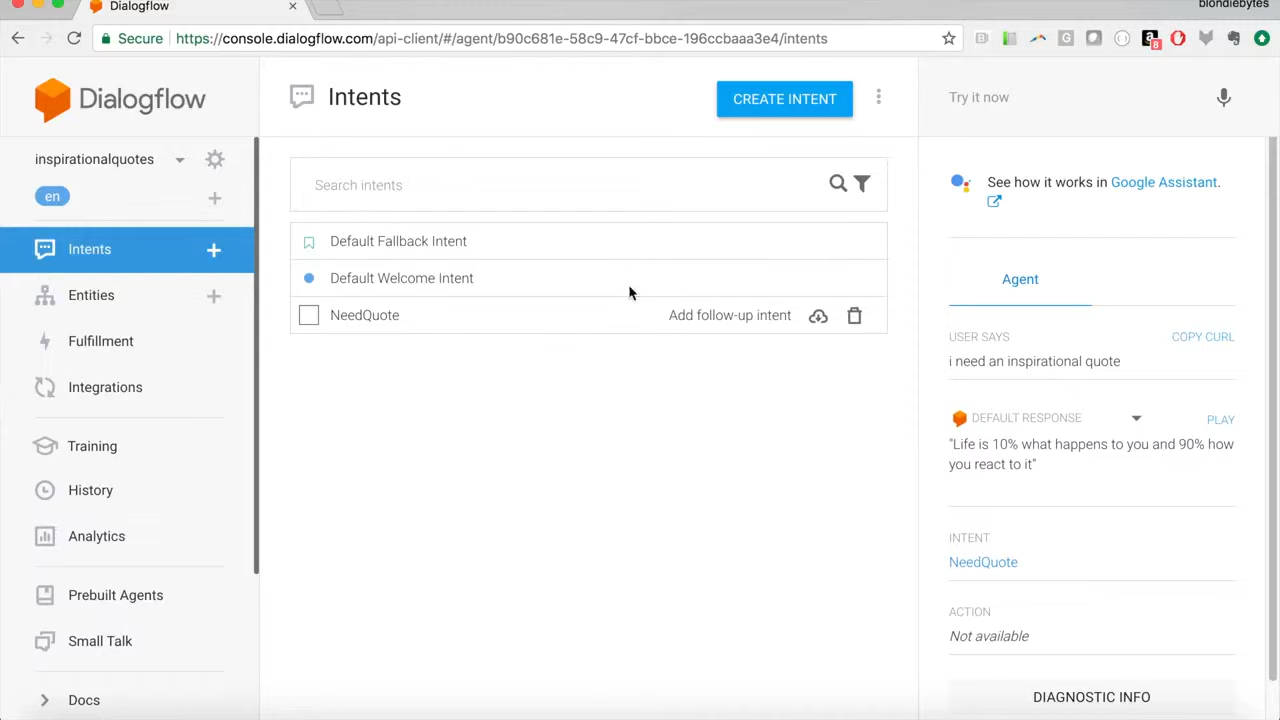 Dialogflow
blondiebytes
Secure
https://console.dialogflow.com/api-client/#/agent/b90c681e-58c9-47cf-bbce-196ccbaaa3e4/intents
8
Dialogflow
inspirationalquotes
en
Intents
Entities
Fulfillment
Integrations
Training
History
Analytics
Prebuilt Agents
Small Talk
Docs
Intents
CREATE INTENT
Search intents
Default Fallback Intent
Default Welcome Intent
NeedQuote Add follow-up intent
Try it now
See how it works in Google Assistant.
Agent
USER SAYS COPY CURL
i need an inspirational quote
DEFAULT RESPONSE PLAY
"Life is 10% what happens to you and 90% how
you react to it"
INTENT
NeedQuote
ACTION
Not available
DIAGNOSTIC INFO